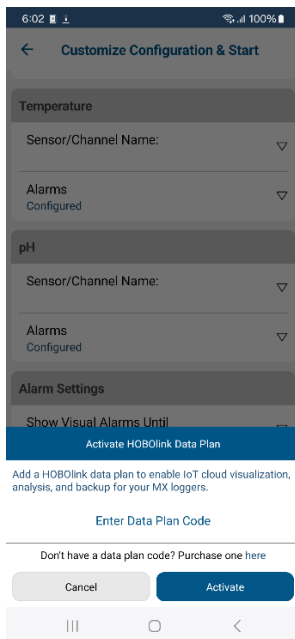 6:02 100%
Customize Configuration & Start
Temperature
Sensor/Channel Name:
Alarms
Configured
pH
Sensor/Channel Name:
Alarms
Configured
Alarm Settings
Show Visual Alarms Until
Activate HOBOlink Data Plan
Add a HOBOlink data plan to enable IoT cloud visualization,
analysis, and backup for your MX loggers.
Enter Data Plan Code
Don't have a data plan code? Purchase one here
Cancel Activate